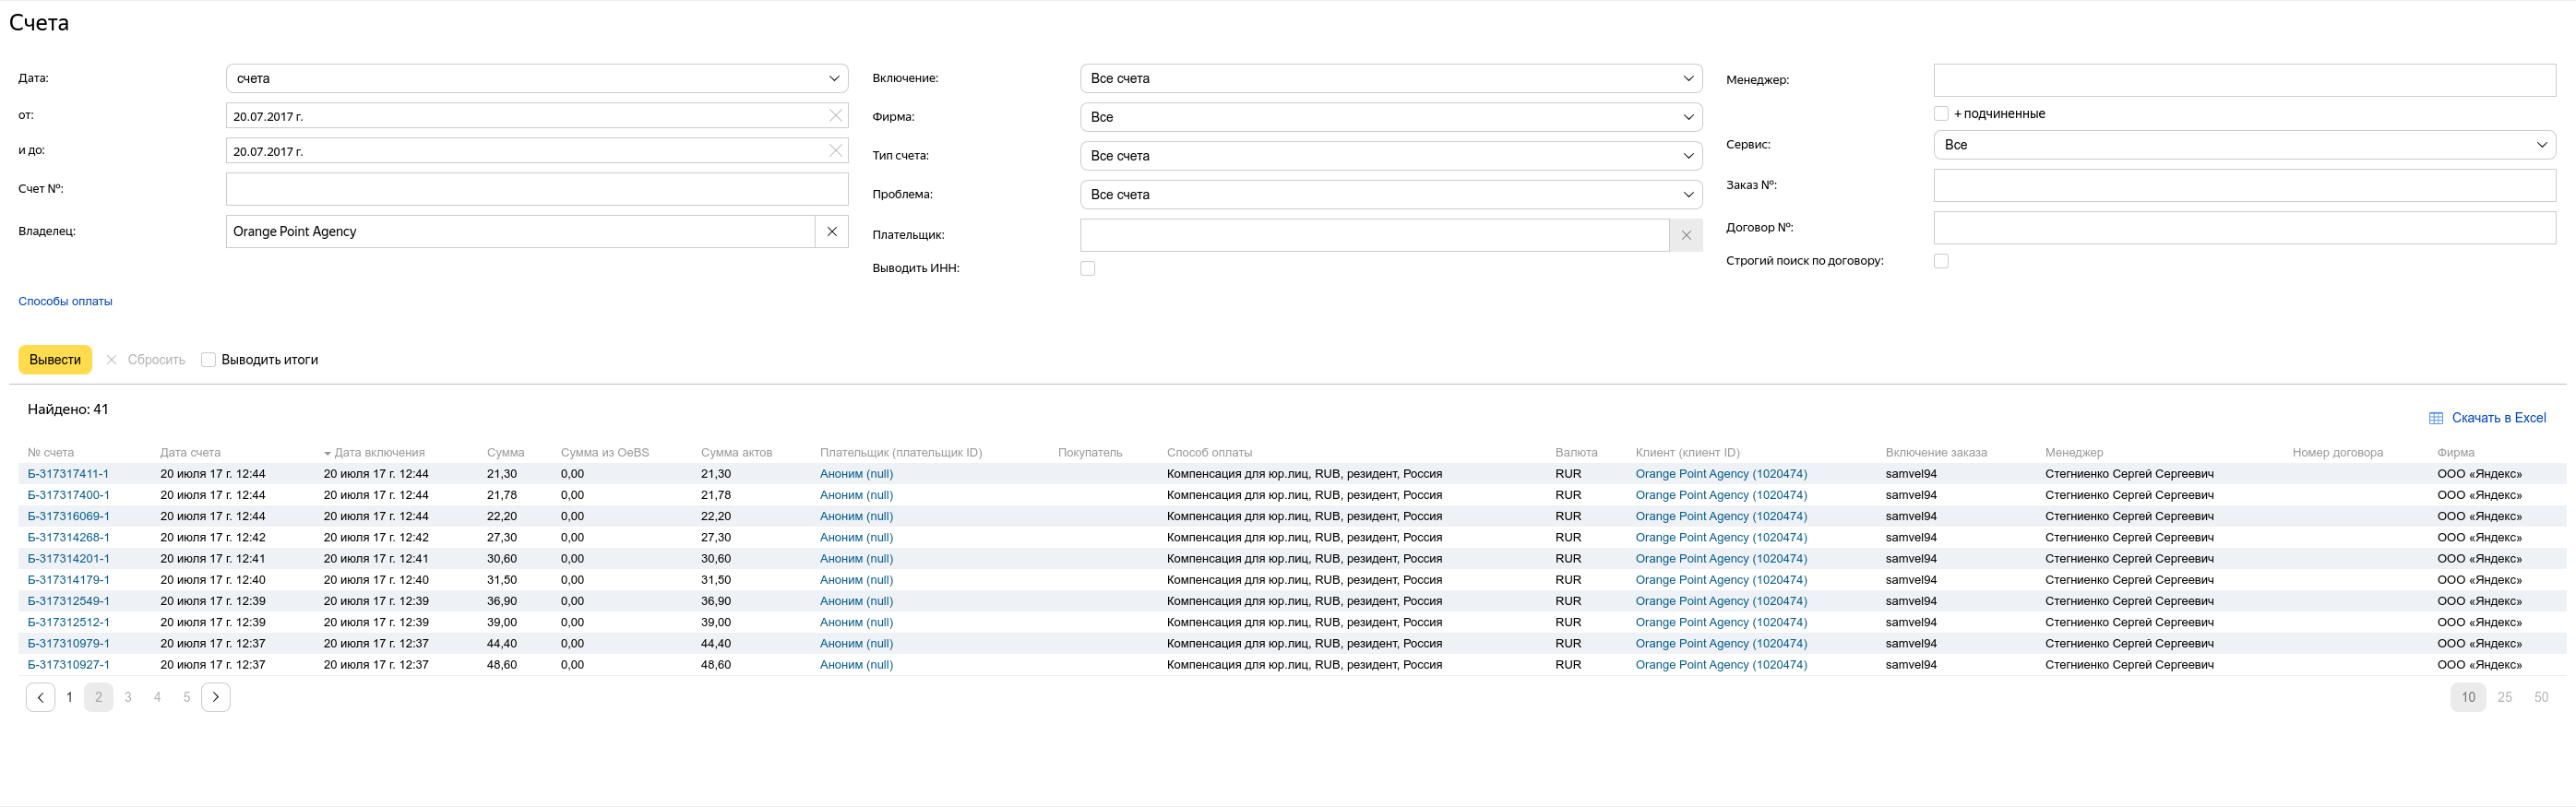 Счета
Дата: счета
от: 20.07.2017 г.
и до: 20.07.2017 г.
Счет №:
Владелец: Orange Point Agency
Включение: Все счета
Фирма: Все
Тип счета: Все счета
Проблема: Все счета
Плательщик:
Выводить ИНН:
Менеджер:
+ подчиненные
Сервис: Все
Заказ №:
Договор №:
Строгий поиск по договору:
Способы оплаты
Вывести Сбросить Выводить итоги
Найдено: 41
Скачать в Excel
№ счета Дата счета Дата включения Сумма Сумма из OeBS Сумма актов Плательщик (плательщик ID) Покупатель Способ оплаты Валюта Клиент (клиент ID) Включение заказа Менеджер Номер договора Фирма
Б-317317411-1 20 июля 17 г. 12:44 20 июля 17 г. 12:44 21,30 0,00 21,30 Аноним (null) Компенсация для юр.лиц, RUB, резидент, Россия RUR Orange Point Agency (1020474) samvel94 Стегниенко Сергей Сергеевич ООО «Яндекс»
Б-317317400-1 20 июля 17 г. 12:44 20 июля 17 г. 12:44 21,78 0,00 21,78 Аноним (null) Компенсация для юр.лиц, RUB, резидент, Россия RUR Orange Point Agency (1020474) samvel94 Стегниенко Сергей Сергеевич ООО «Яндекс»
Б-317316069-1 20 июля 17 г. 12:44 20 июля 17 г. 12:44 22,20 0,00 22,20 Аноним (null) Компенсация для юр.лиц, RUB, резидент, Россия RUR Orange Point Agency (1020474) samvel94 Стегниенко Сергей Сергеевич ООО «Яндекс»
Б-317314268-1 20 июля 17 г. 12:42 20 июля 17 г. 12:42 27,30 0,00 27,30 Аноним (null) Компенсация для юр.лиц, RUB, резидент, Россия RUR Orange Point Agency (1020474) samvel94 Стегниенко Сергей Сергеевич ООО «Яндекс»
Б-317314201-1 20 июля 17 г. 12:41 20 июля 17 г. 12:41 30,60 0,00 30,60 Аноним (null) Компенсация для юр.лиц, RUB, резидент, Россия RUR Orange Point Agency (1020474) samvel94 Стегниенко Сергей Сергеевич ООО «Яндекс»
Б-317314179-1 20 июля 17 г. 12:40 20 июля 17 г. 12:40 31,50 0,00 31,50 Аноним (null) Компенсация для юр.лиц, RUB, резидент, Россия RUR Orange Point Agency (1020474) samvel94 Стегниенко Сергей Сергеевич ООО «Яндекс»
Б-317312549-1 20 июля 17 г. 12:39 20 июля 17 г. 12:39 36,90 0,00 36,90 Аноним (null) Компенсация для юр.лиц, RUB, резидент, Россия RUR Orange Point Agency (1020474) samvel94 Стегниенко Сергей Сергеевич ООО «Яндекс»
Б-317312512-1 20 июля 17 г. 12:39 20 июля 17 г. 12:39 39,00 0,00 39,00 Аноним (null) Компенсация для юр.лиц, RUB, резидент, Россия RUR Orange Point Agency (1020474) samvel94 Стегниенко Сергей Сергеевич ООО «Яндекс»
Б-317310979-1 20 июля 17 г. 12:37 20 июля 17 г. 12:37 44,40 0,00 44,40 Аноним (null) Компенсация для юр.лиц, RUB, резидент, Россия RUR Orange Point Agency (1020474) samvel94 Стегниенко Сергей Сергеевич ООО «Яндекс»
Б-317310927-1 20 июля 17 г. 12:37 20 июля 17 г. 12:37 48,60 0,00 48,60 Аноним (null) Компенсация для юр.лиц, RUB, резидент, Россия RUR Orange Point Agency (1020474) samvel94 Стегниенко Сергей Сергеевич ООО «Яндекс»
1 2 3 4 5 10 25 50